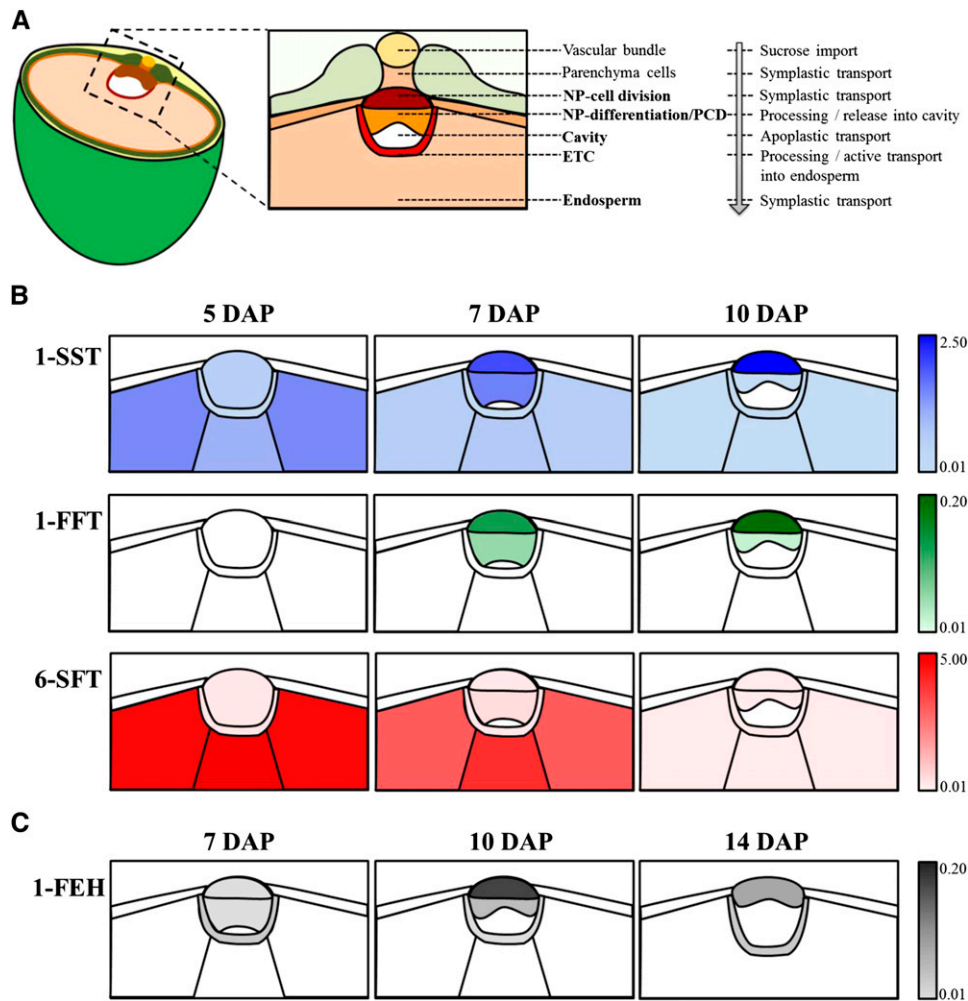 A
Vascular bundle
Sucrose import
Parenchyma cells
Symplastic transport
NP-cell division
Symplastic transport
NP-differentiation/PCD
Processing / release into cavity
Cavity
Apoplastic transport
ETC
Processing / active transport
into endosperm
Endosperm
Symplastic transport
B
5 DAP
7 DAP
10 DAP
1-SST
2.50
0.01
1-FFT
0.20
0.01
6-SFT
5.00
0.01
C
7 DAP
10 DAP
14 DAP
1-FEH
0.20
0.01